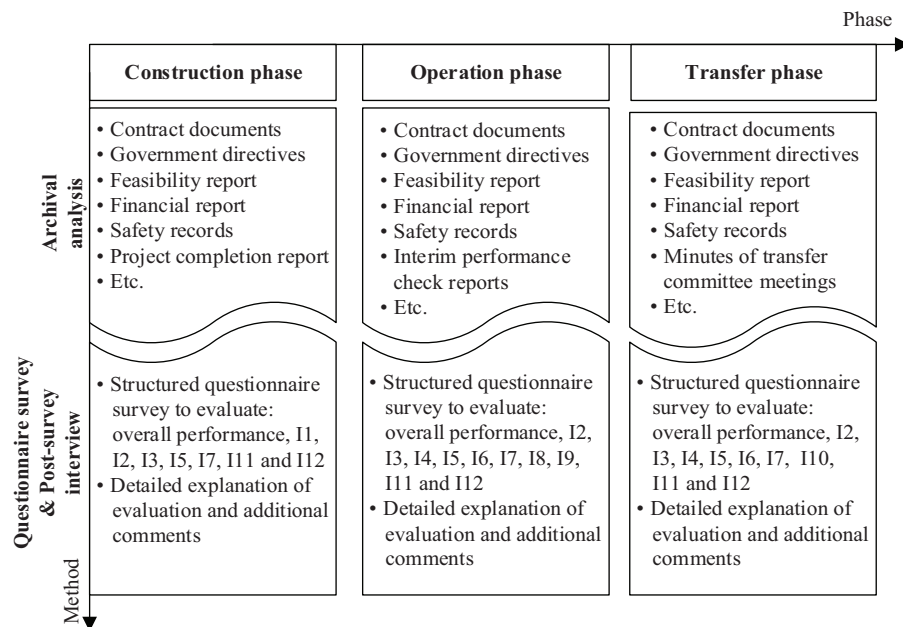 Phase
Construction phase
Operation phase
Transfer phase
Archival
analysis
• Contract documents
• Government directives
• Feasibility report
• Financial report
• Safety records
• Project completion report
• Etc.
• Contract documents
• Government directives
• Feasibility report
• Financial report
• Safety records
• Interim performance
check reports
• Etc.
• Contract documents
• Government directives
• Feasibility report
• Financial report
• Safety records
• Minutes of transfer
committee meetings
• Etc.
Questionnaire survey
& Post-survey
interview
• Structured questionnaire
survey to evaluate:
overall performance, I1,
I2, I3, I5, I7, I11 and I12
• Detailed explanation of
evaluation and additional
comments
• Structured questionnaire
survey to evaluate:
overall performance, I2,
I3, I4, I5, I6, I7, I8, I9,
I11 and I12
• Detailed explanation of
evaluation and additional
comments
• Structured questionnaire
survey to evaluate:
overall performance, I2,
I3, I4, I5, I6, I7, I10,
I11 and I12
• Detailed explanation of
evaluation and additional
comments
Method